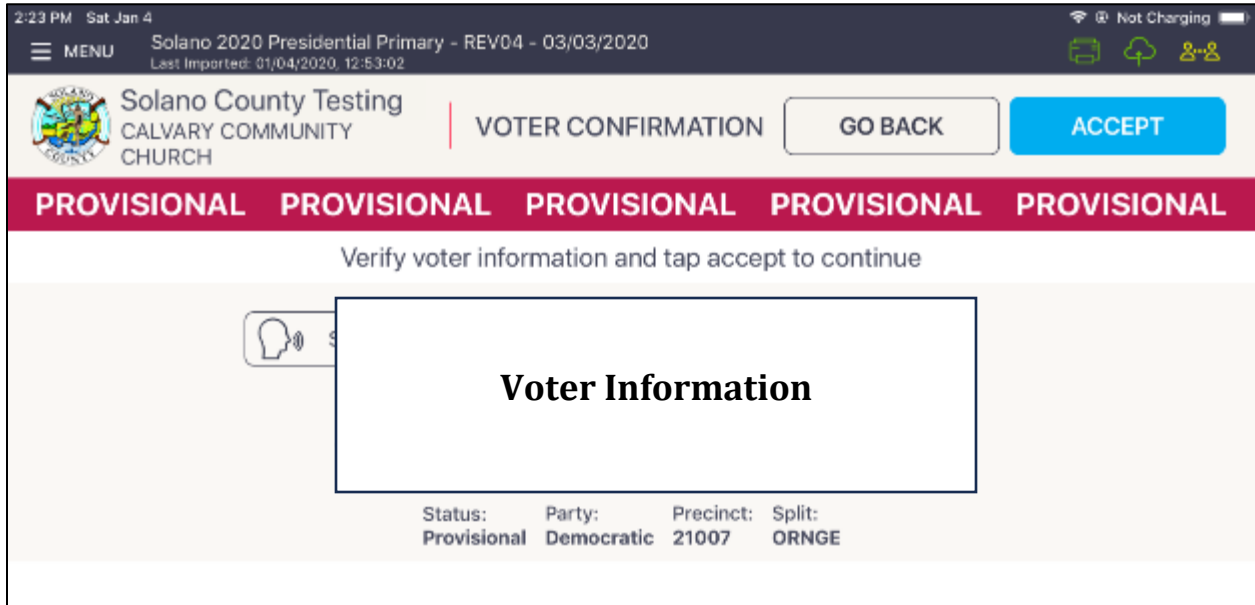 2:23 PM Sat Jan 4
Not Charging
MENU
Solano 2020 Presidential Primary - REV04 - 03/03/2020
Last Imported: 01/04/2020, 12:53:02
Solano County Testing
CALVARY COMMUNITY
CHURCH
VOTER CONFIRMATION
GO BACK
ACCEPT
PROVISIONAL PROVISIONAL PROVISIONAL PROVISIONAL PROVISIONAL
Verify voter information and tap accept to continue
Voter Information
Status: Party: Precinct: Split:
Provisional Democratic 21007 ORNGE